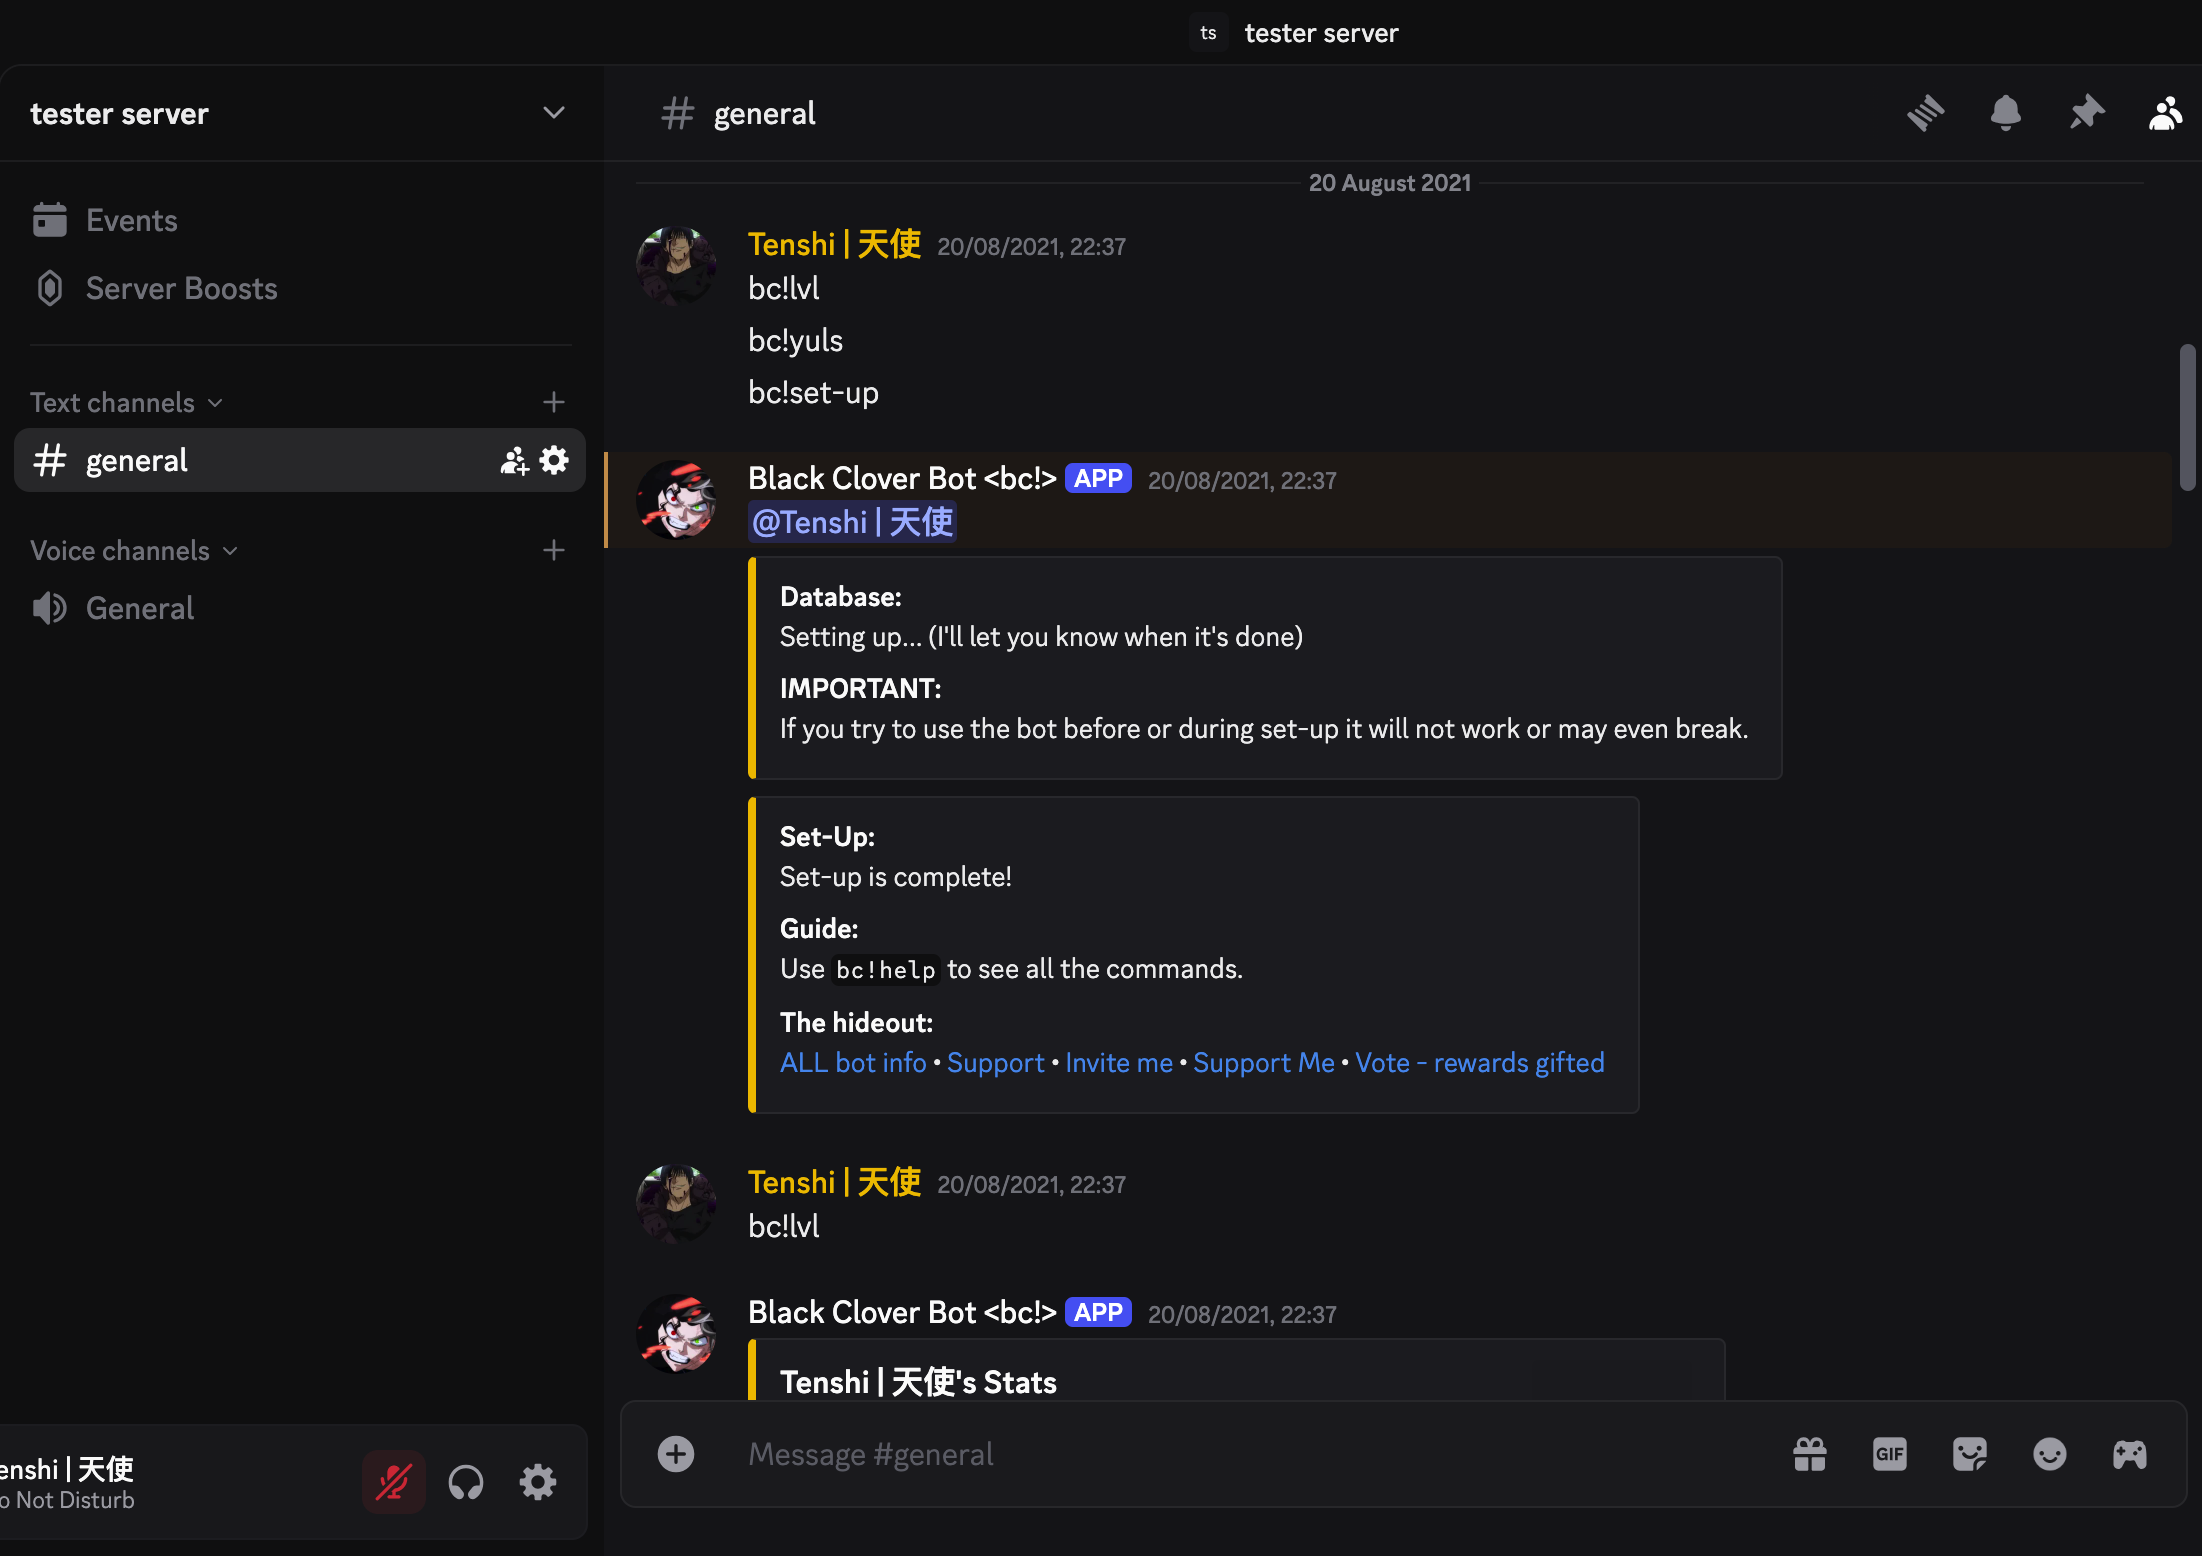 ts tester server
tester server
Events
Server Boosts
Text channels
general
Voice channels
General
enshi | 天使
o Not Disturb
# general
20 August 2021
Tenshi | 天使 20/08/2021, 22:37
bc!lvl
bc!yuls
bc!set-up
Black Clover Bot <bc!> APP 20/08/2021, 22:37
@Tenshi | 天使
Database:
Setting up... (I'll let you know when it's done)
IMPORTANT:
If you try to use the bot before or during set-up it will not work or may even break.
Set-Up:
Set-up is complete!
Guide:
Use bc!help to see all the commands.
The hideout:
ALL bot info • Support • Invite me • Support Me • Vote - rewards gifted
Tenshi | 天使 20/08/2021, 22:37
bc!lvl
Black Clover Bot <bc!> APP 20/08/2021, 22:37
Tenshi | 天使's Stats
Message #general
GIF